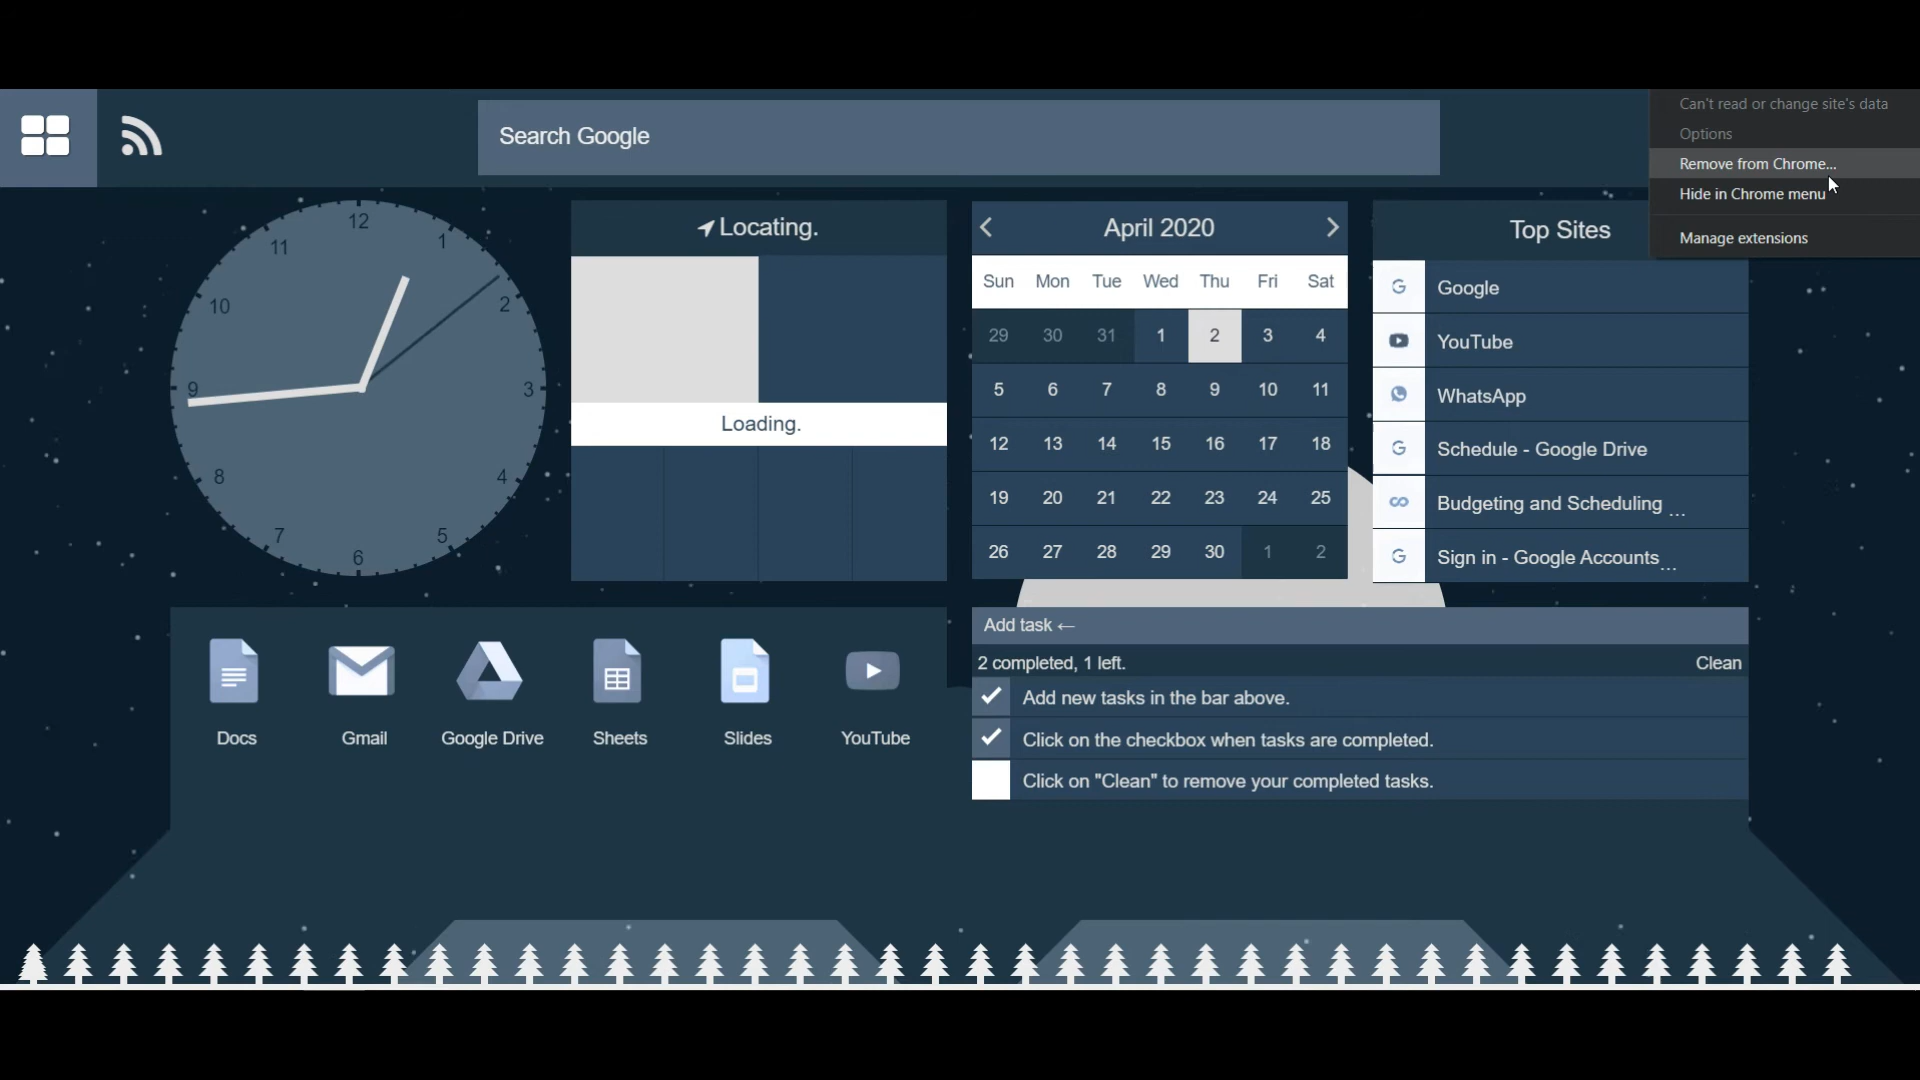 Search Google
Can't read or change site's data
Options
Remove from Chrome...
Hide in Chrome menu
Manage extensions
12
1
2
3
4
5
6
7
8
9
10
11
Locating.
Loading.
April 2020
Sun Mon Tue Wed Thu Fri Sat
29 30 31 1 2 3 4
5 6 7 8 9 10 11
12 13 14 15 16 17 18
19 20 21 22 23 24 25
26 27 28 29 30 1 2
Top Sites
G Google
YouTube
WhatsApp
G Schedule - Google Drive
Budgeting and Scheduling ...
G Sign in - Google Accounts ...
Docs
Gmail
Google Drive
Sheets
Slides
YouTube
Add task ←
2 completed, 1 left. Clean
Add new tasks in the bar above.
Click on the checkbox when tasks are completed.
Click on "Clean" to remove your completed tasks.